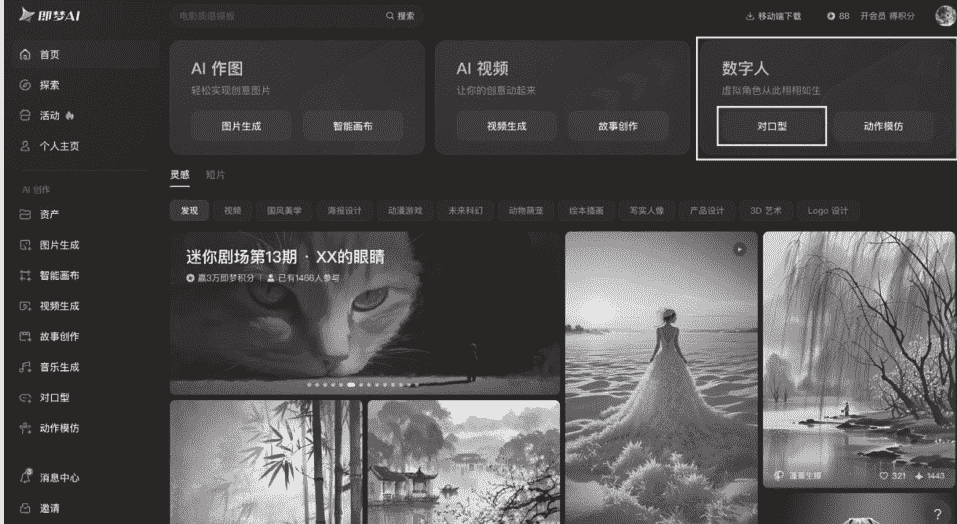 即梦AI
电影质感模板
搜索
移动端下载
88
开会员 得积分
首页
探索
活动
个人主页
AI 创作
资产
图片生成
智能画布
视频生成
故事创作
音乐生成
对口型
动作模仿
消息中心
邀请
AI 作图
轻松实现创意图片
图片生成
智能画布
AI 视频
让你的创意动起来
视频生成
故事创作
数字人
虚拟角色从此栩栩如生
对口型
动作模仿
灵感
短片
发现
视频
国风美学
海报设计
动漫游戏
未来科幻
动物萌宠
绘本插画
写实人像
产品设计
3D 艺术
Logo 设计
迷你剧场第13期 · XX的眼睛
赢3万即梦积分
已有1466人参与
321
1443
?